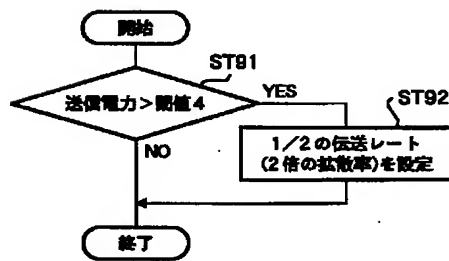 開始
ST91
送信電力>閾値4
YES
ST92
NO
1/2の伝送レート
(2倍の拡散率)を設定
終了